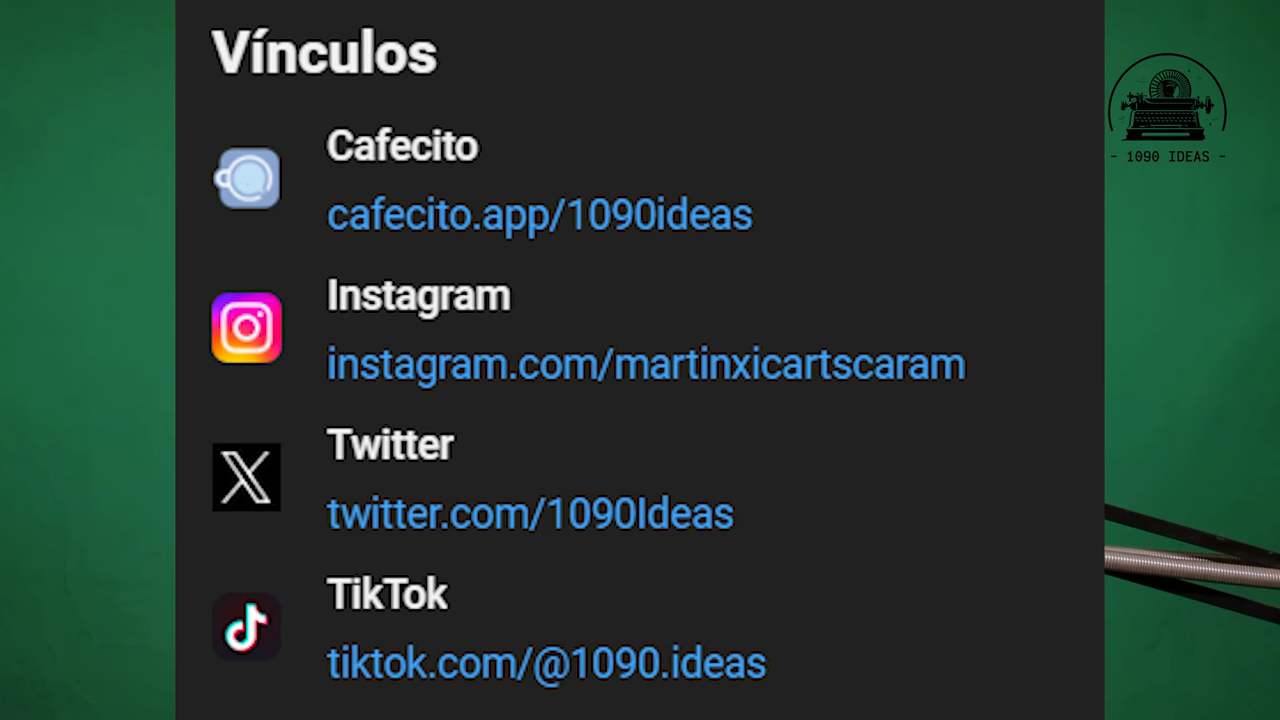 Vínculos
Cafecito
cafecito.app/1090ideas
Instagram
instagram.com/martinxicartscaram
Twitter
twitter.com/1090Ideas
TikTok
tiktok.com/@1090.ideas
- 1090 IDEAS -